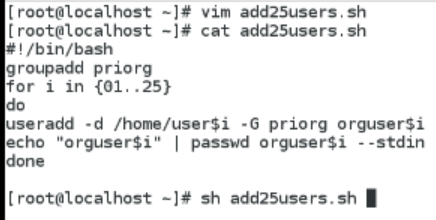 [root@localhost ~]# vim add25users.sh
[root@localhost ~]# cat add25users.sh
#!/bin/bash
groupadd priorg
for i in {01..25}
do
useradd -d /home/user$i -G priorg orguser$i
echo "orguser$i" | passwd orguser$i --stdin
done
[root@localhost ~]# sh add25users.sh